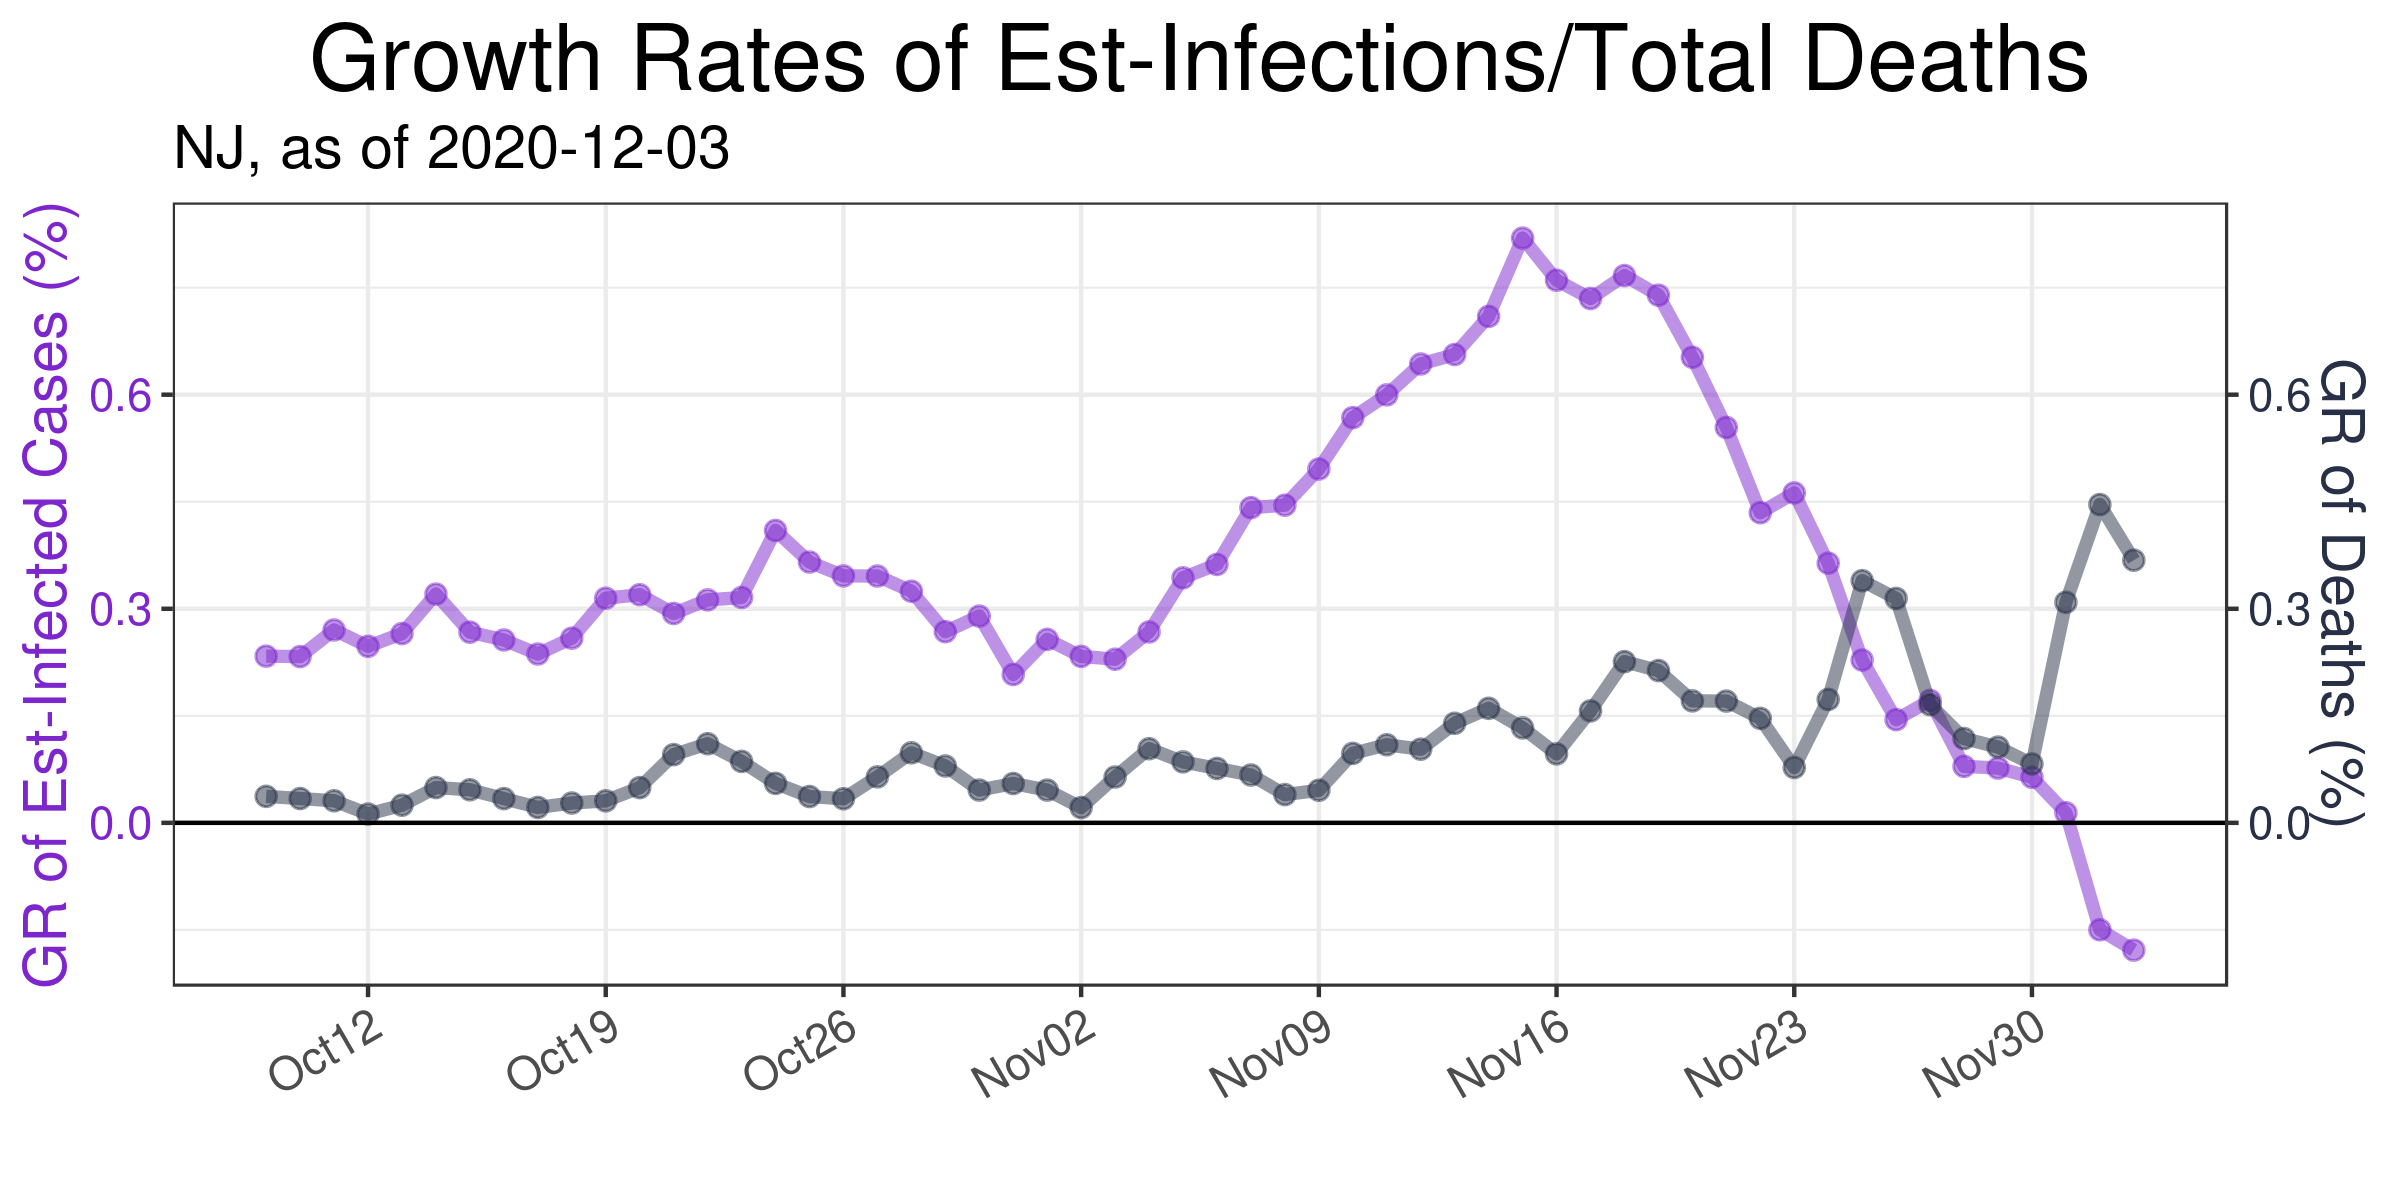 Growth Rates of Est-Infections/Total Deaths
NJ, as of 2020-12-03
GR of Est-Infected Cases (%)
0.6
0.3
0.0
0.6
0.3
0.0
GR of Deaths (%)
Oct12
Oct19
Oct26
Nov02
Nov09
Nov16
Nov23
Nov30